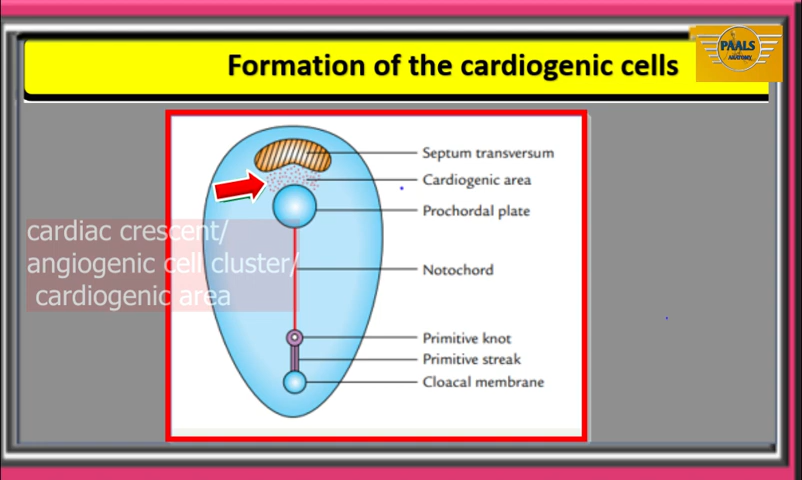 Formation of the cardiogenic cells
PAALS
ANATOMY
Septum transversum
Cardiogenic area
Prochordal plate
cardiac crescent/
angiogenic cell cluster/
cardiogenic area
Notochord
Primitive knot
Primitive streak
Cloacal membrane